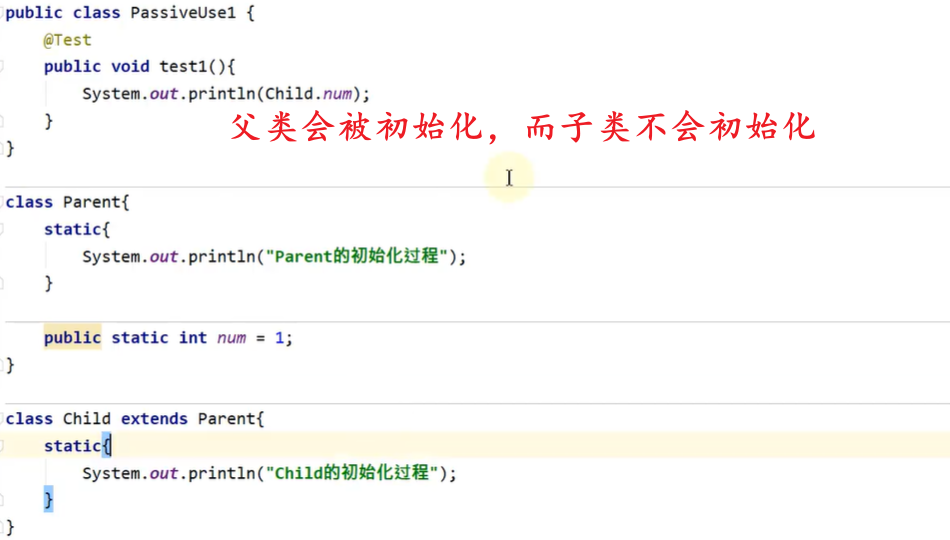 public class PassiveUse1 {
@Test
public void test1(){
System.out.println(Child.num);
}
父类会被初始化，而子类不会初始化
}
class Parent{
static{
System.out.println("Parent的初始化过程");
}
public static int num = 1;
}
class Child extends Parent{
static{
System.out.println("Child的初始化过程");
}
}